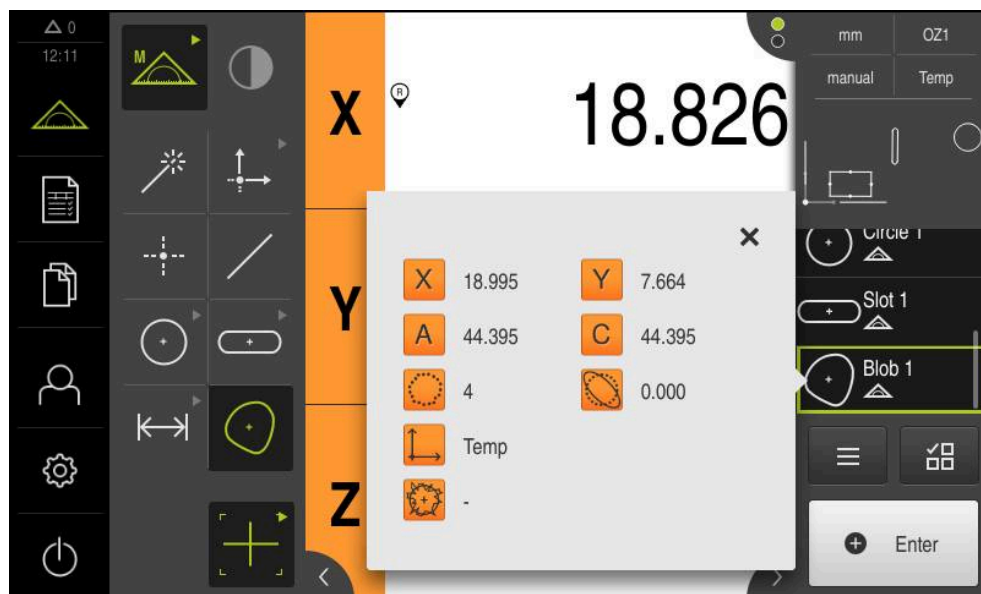 0
12:11
M
X
R
18.826
mm
OZ1
manual
Temp
X 18.995 Y 7.664
A 44.395 C 44.395
4 0.000
Temp
-
Y
Z
Circle 1
Slot 1
Blob 1
Enter